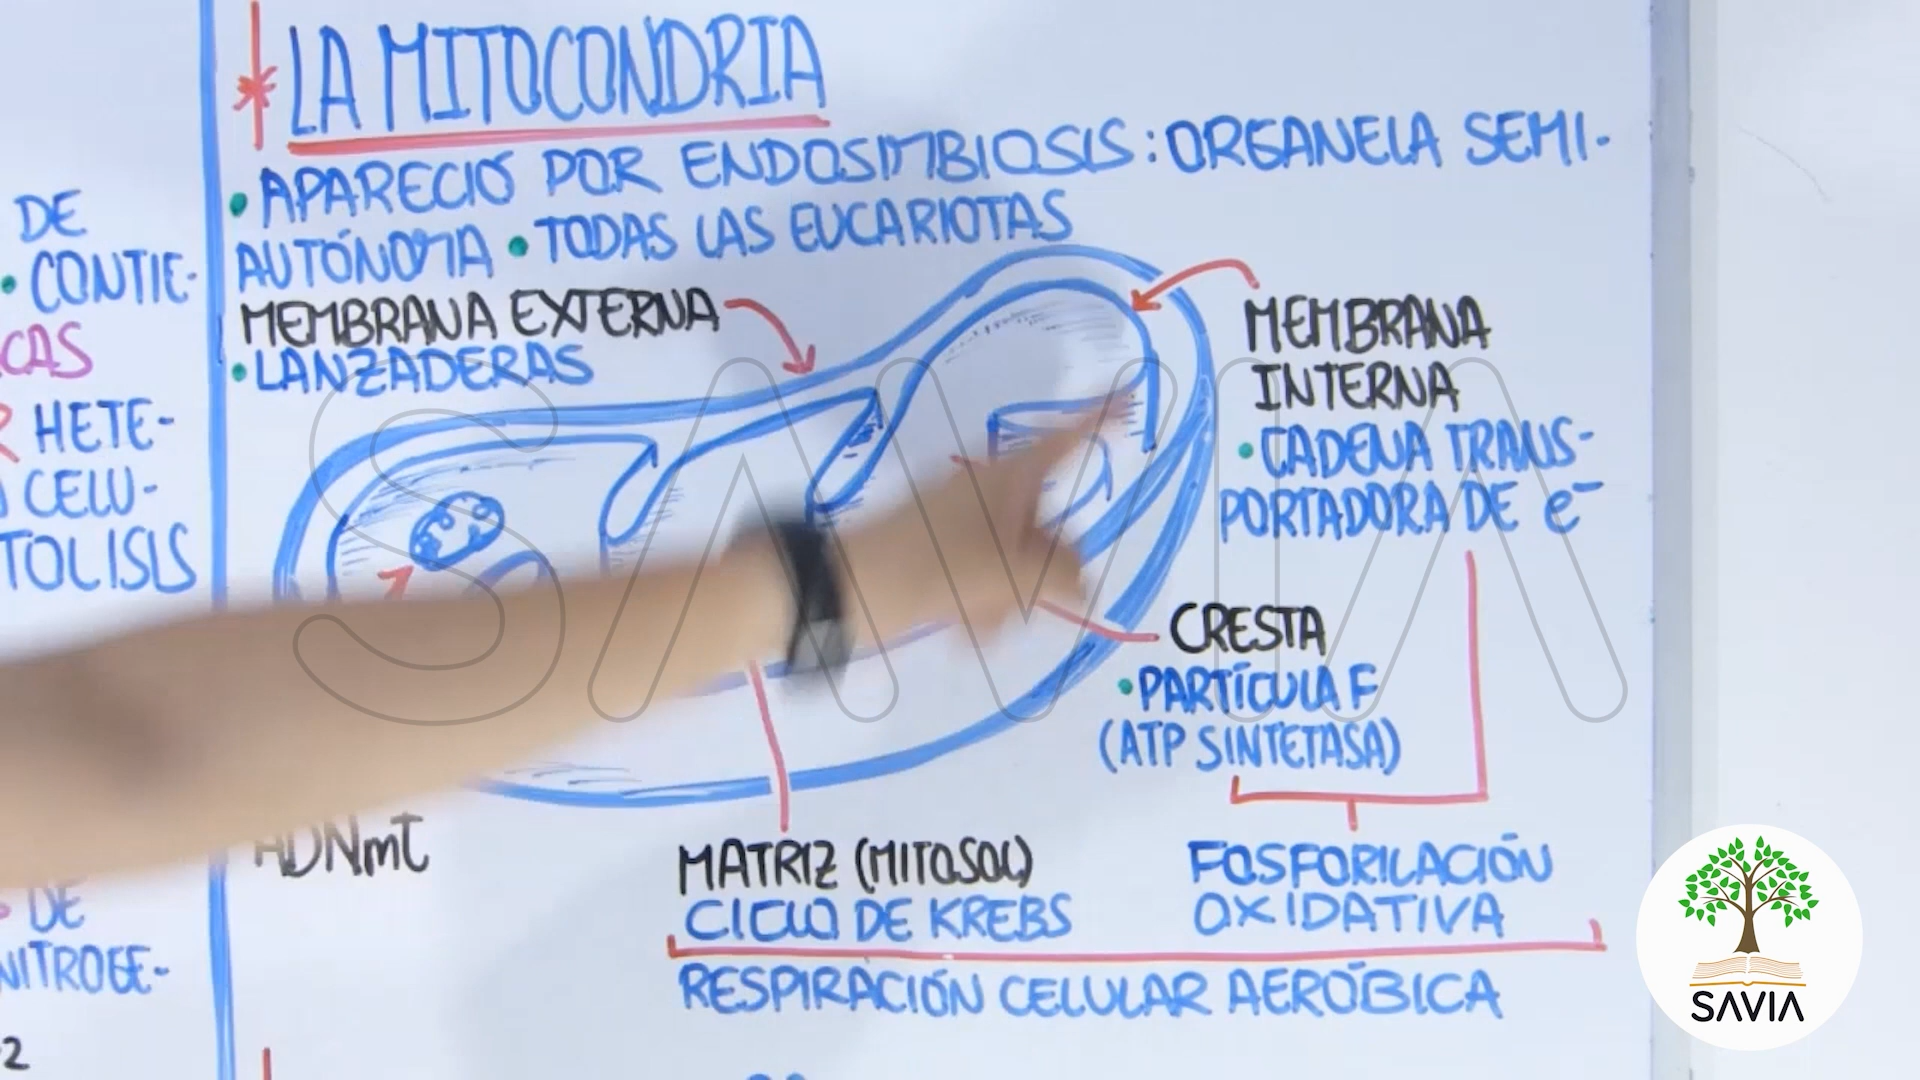 LA MITOCONDRIA
• APARECIÓ POR ENDOSIMBIOSIS: ORGANELA SEMI-
AUTÓNOMA • TODAS LAS EUCARIOTAS
MEMBRANA EXTERNA
• LANZADERAS
MEMBRANA
INTERNA
• CADENA TRANS-
PORTADORA DE e⁻
CRESTA
• PARTÍCULA F
(ATP SINTETASA)
ADNmt
MATRIZ (MITOSOL)
CICLO DE KREBS
FOSFORILACIÓN
OXIDATIVA
RESPIRACIÓN CELULAR AERÓBICA
DE
• CONTIE-
CAS
R HETE-
CELU-
TOLISIS
DE
NITROGE-
2
SAVIA
SAVIA